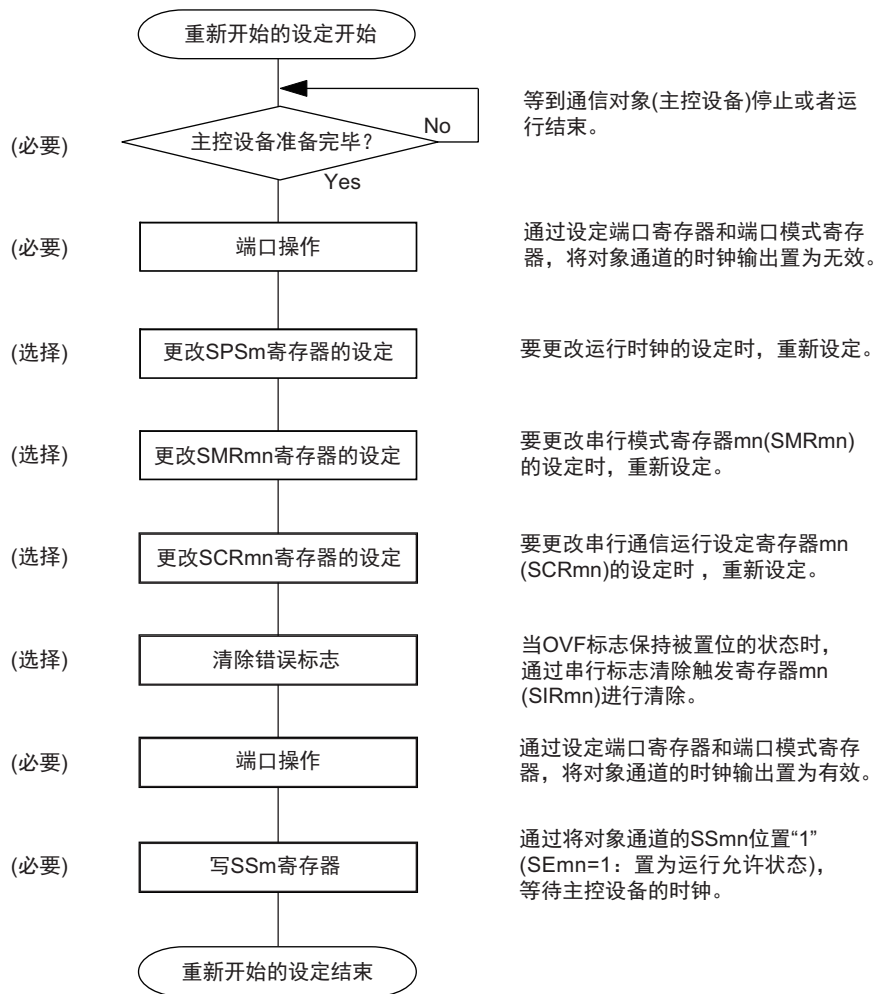 重新开始的设定开始
等到通信对象(主控设备)停止或者运
行结束。
(必要)
主控设备准备完毕？
No
Yes
(必要)
端口操作
通过设定端口寄存器和端口模式寄存
器，将对象通道的时钟输出置为无效。
(选择)
更改SPSm寄存器的设定
要更改运行时钟的设定时，重新设定。
(选择)
更改SMRmn寄存器的设定
要更改串行模式寄存器mn(SMRmn)
的设定时，重新设定。
(选择)
更改SCRmn寄存器的设定
要更改串行通信运行设定寄存器mn
(SCRmn)的设定时 ，重新设定。
(选择)
清除错误标志
当OVF标志保持被置位的状态时，
通过串行标志清除触发寄存器mn
(SIRmn)进行清除。
(必要)
端口操作
通过设定端口寄存器和端口模式寄存
器，将对象通道的时钟输出置为有效。
(必要)
写SSm寄存器
通过将对象通道的SSmn位置“1”
(SEmn=1：置为运行允许状态)，
等待主控设备的时钟。
重新开始的设定结束